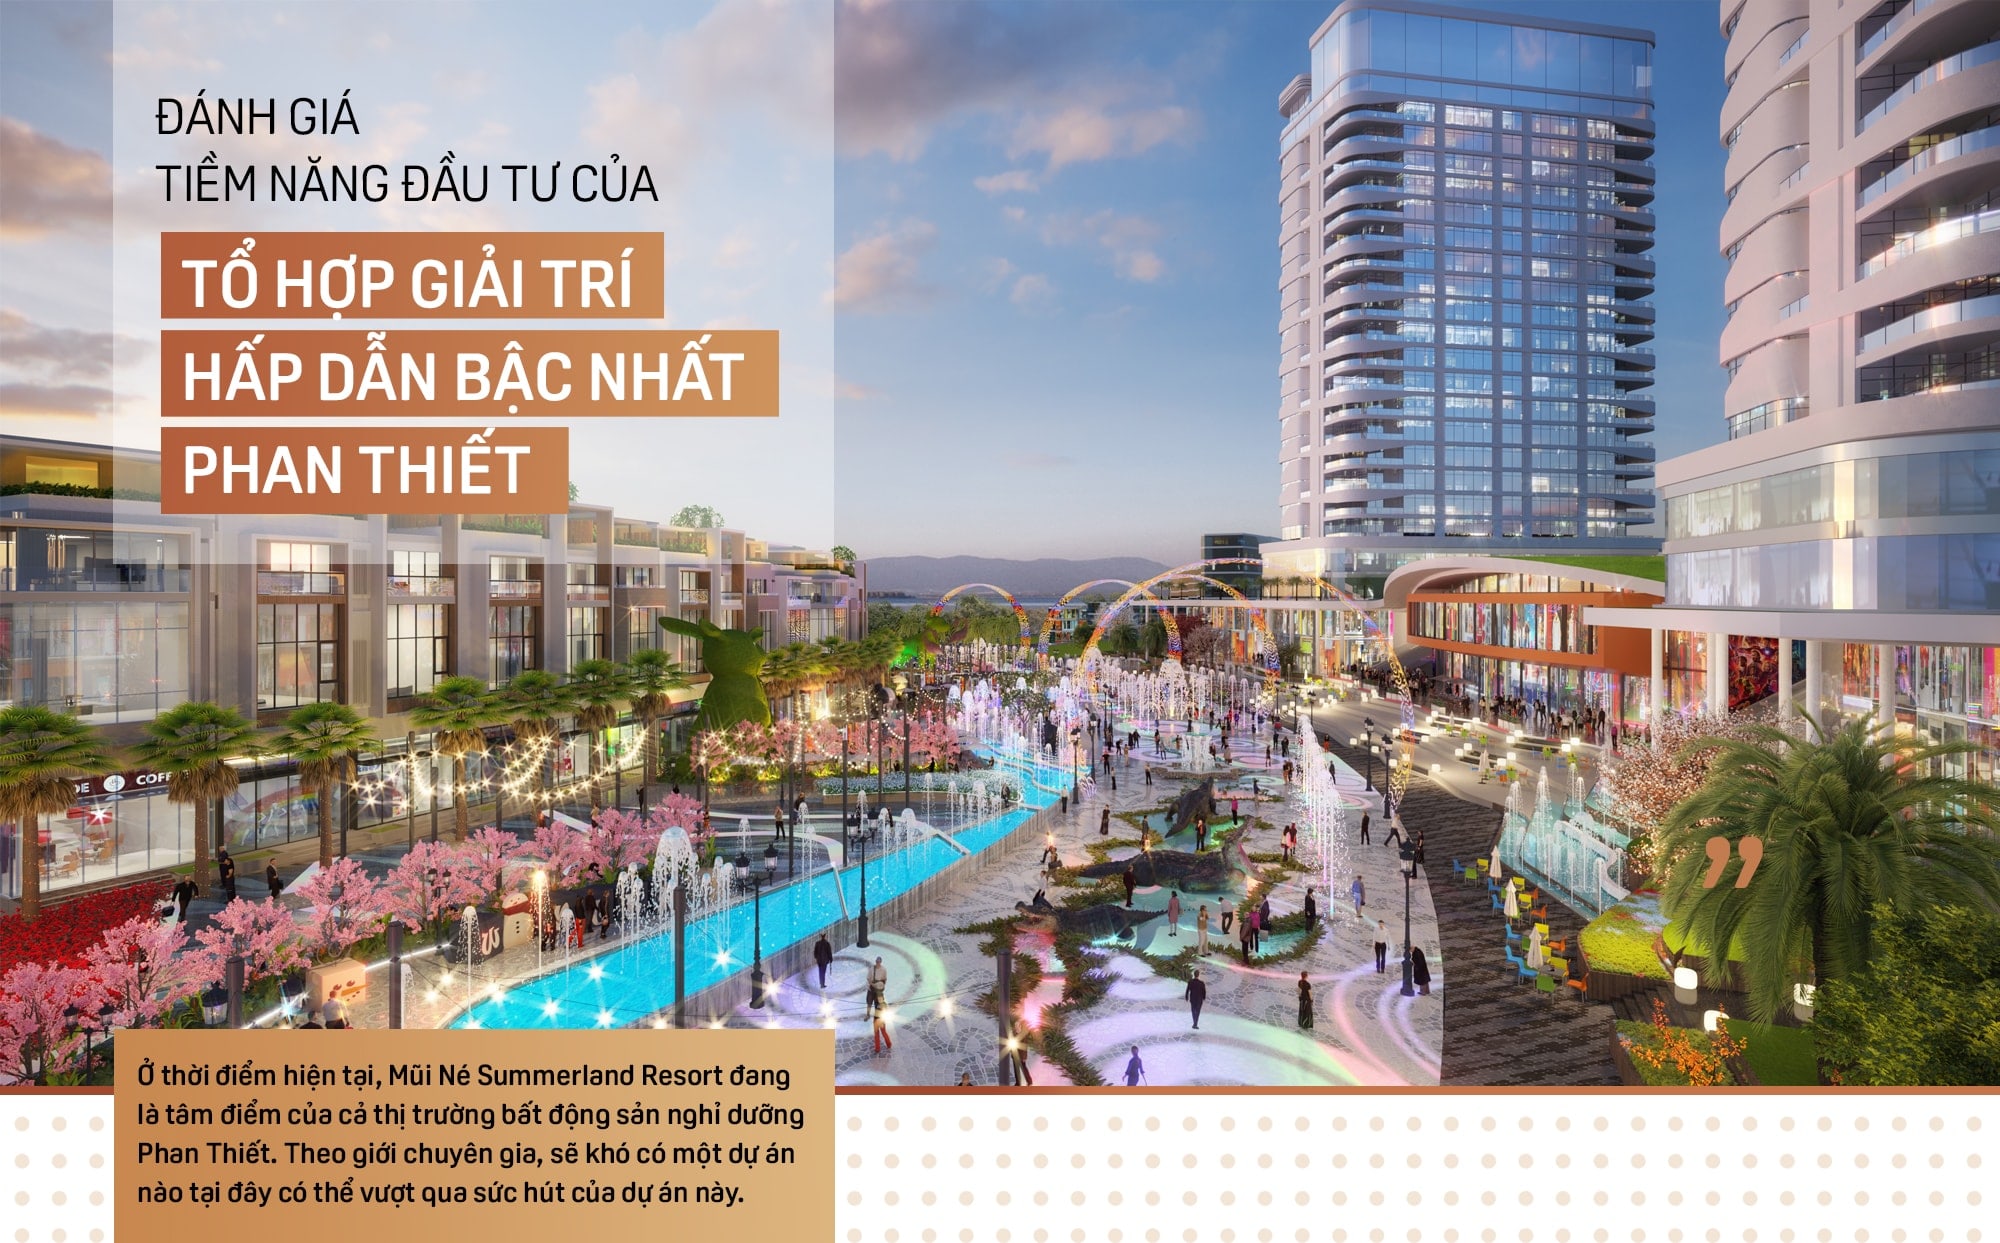 ĐÁNH GIÁ
TIỀM NĂNG ĐẦU TƯ CỦA
TỔ HỢP GIẢI TRÍ
HẤP DẪN BẬC NHẤT
PHAN THIẾT
COFF
”
Ở thời điểm hiện tại, Mũi Né Summerland Resort đang
là tâm điểm của cả thị trường bất động sản nghỉ dưỡng
Phan Thiết. Theo giới chuyên gia, sẽ khó có một dự án
nào tại đây có thể vượt qua sức hút của dự án này.